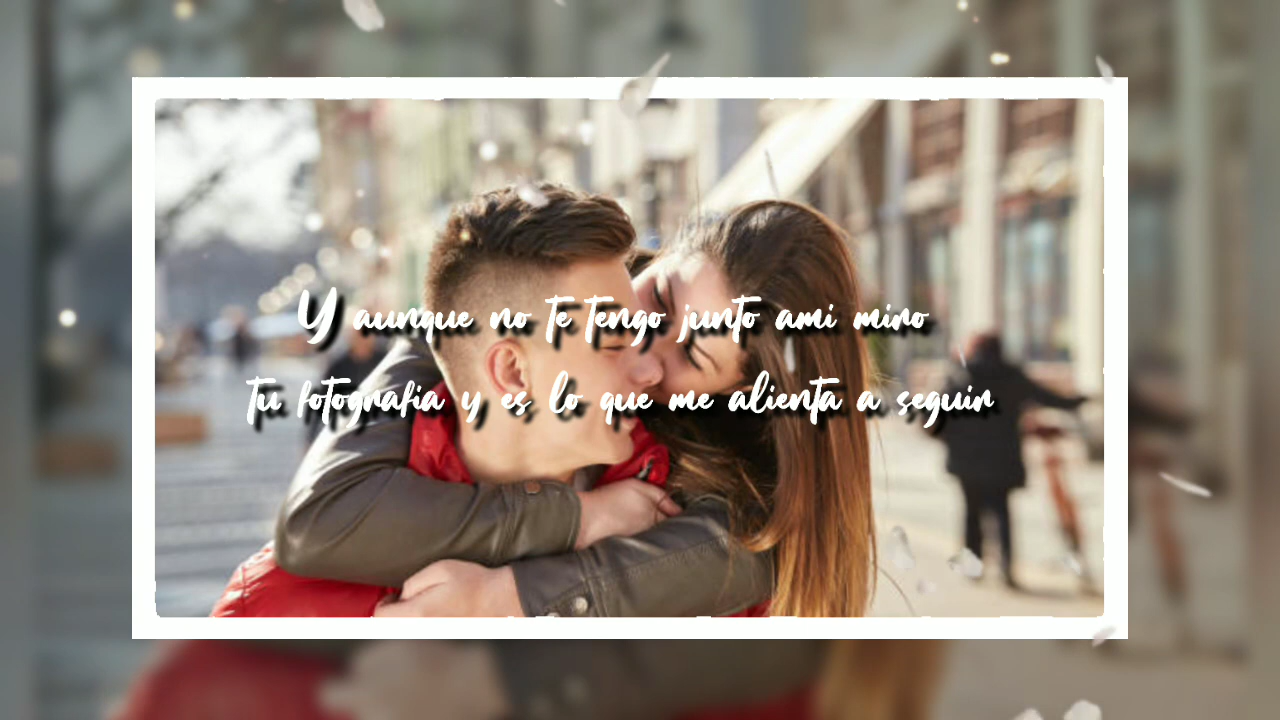 Y aunque no te tengo junto ami miro
tu fotografia y es lo que me alienta a seguir